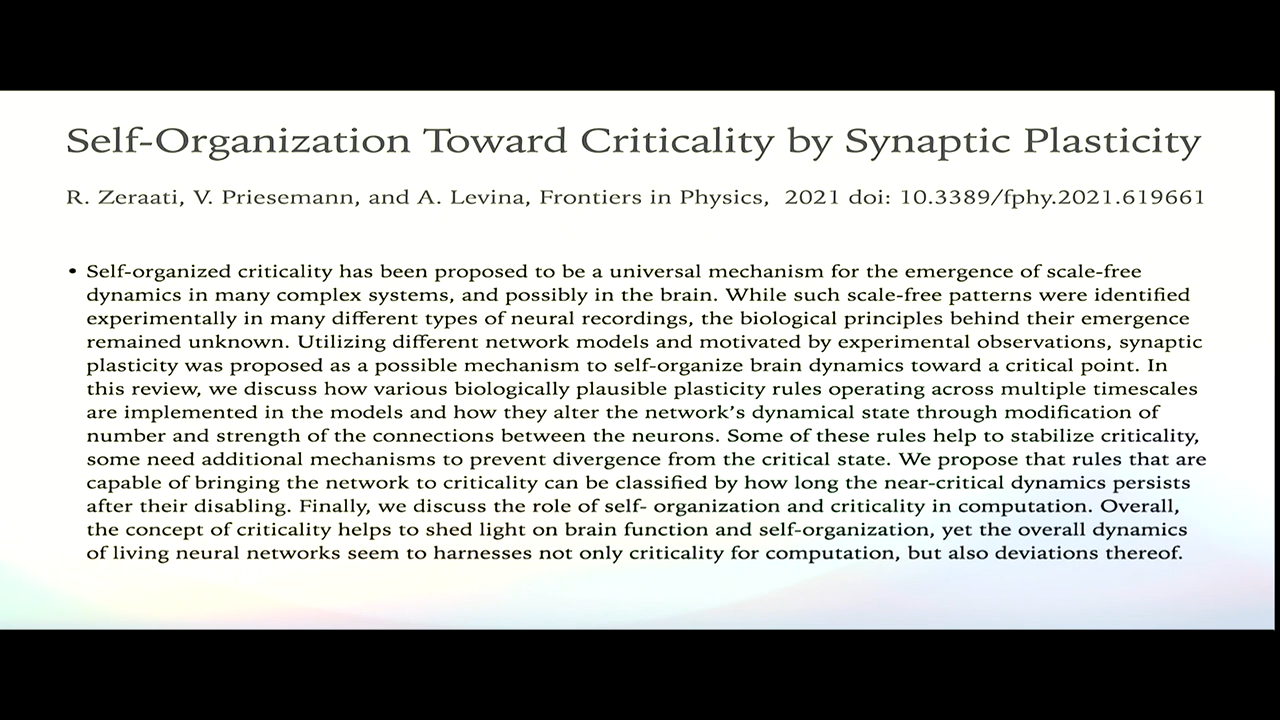 Self-Organization Toward Criticality by Synaptic Plasticity
R. Zeraati, V. Priesemann, and A. Levina, Frontiers in Physics, 2021 doi: 10.3389/fphy.2021.619661
• Self-organized criticality has been proposed to be a universal mechanism for the emergence of scale-free
dynamics in many complex systems, and possibly in the brain. While such scale-free patterns were identified
experimentally in many different types of neural recordings, the biological principles behind their emergence
remained unknown. Utilizing different network models and motivated by experimental observations, synaptic
plasticity was proposed as a possible mechanism to self-organize brain dynamics toward a critical point. In
this review, we discuss how various biologically plausible plasticity rules operating across multiple timescales
are implemented in the models and how they alter the network's dynamical state through modification of
number and strength of the connections between the neurons. Some of these rules help to stabilize criticality,
some need additional mechanisms to prevent divergence from the critical state. We propose that rules that are
capable of bringing the network to criticality can be classified by how long the near-critical dynamics persists
after their disabling. Finally, we discuss the role of self- organization and criticality in computation. Overall,
the concept of criticality helps to shed light on brain function and self-organization, yet the overall dynamics
of living neural networks seem to harnesses not only criticality for computation, but also deviations thereof.